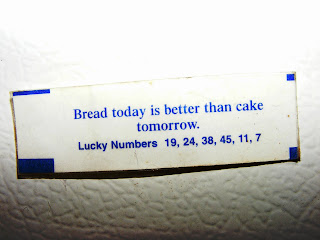 Bread today is better than cake
tomorrow.
Lucky Numbers 19, 24, 38, 45, 11, 7